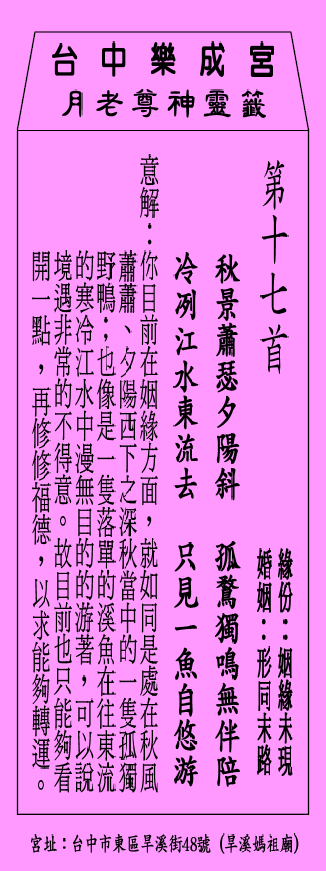 台中樂成宮
月老尊神靈籤
第十七首
緣份：姻緣未現
婚姻：形同末路
秋景蕭瑟夕陽斜　孤鶩獨鳴無伴陪
冷冽江水東流去　只見一魚自悠游
意解：你目前在姻緣方面，就如同是處在秋風
蕭蕭、夕陽西下之深秋當中的一隻孤獨
野鴨；也像是一隻落單的溪魚在往東流
的寒冷江水中漫無目的的游著，可以說
境遇非常的不得意。故目前也只能夠看
開一點，再修修福德，以求能夠轉運。
宮址：台中市東區旱溪街48號（旱溪媽祖廟）